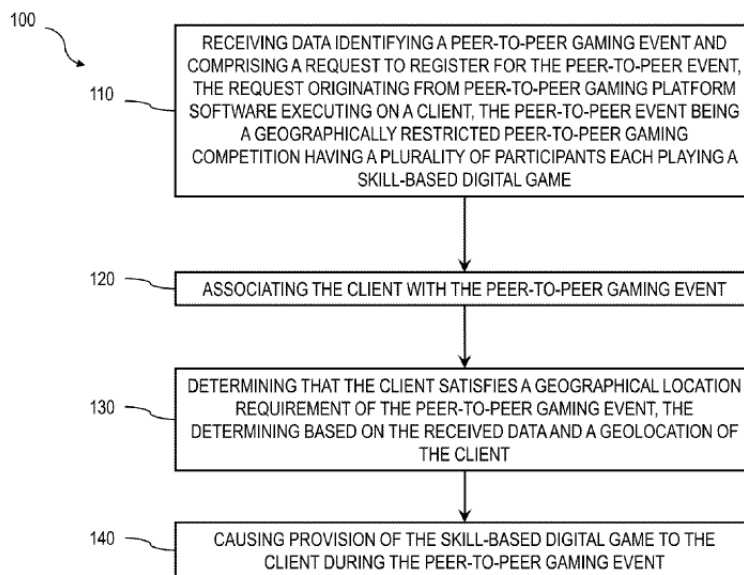 100
110
RECEIVING DATA IDENTIFYING A PEER-TO-PEER GAMING EVENT AND
COMPRISING A REQUEST TO REGISTER FOR THE PEER-TO-PEER EVENT,
THE REQUEST ORIGINATING FROM PEER-TO-PEER GAMING PLATFORM
SOFTWARE EXECUTING ON A CLIENT, THE PEER-TO-PEER EVENT BEING
A GEOGRAPHICALLY RESTRICTED PEER-TO-PEER GAMING
COMPETITION HAVING A PLURALITY OF PARTICIPANTS EACH PLAYING A
SKILL-BASED DIGITAL GAME
120
ASSOCIATING THE CLIENT WITH THE PEER-TO-PEER GAMING EVENT
130
DETERMINING THAT THE CLIENT SATISFIES A GEOGRAPHICAL LOCATION
REQUIREMENT OF THE PEER-TO-PEER GAMING EVENT, THE
DETERMINING BASED ON THE RECEIVED DATA AND A GEOLOCATION OF
THE CLIENT
140
CAUSING PROVISION OF THE SKILL-BASED DIGITAL GAME TO THE
CLIENT DURING THE PEER-TO-PEER GAMING EVENT